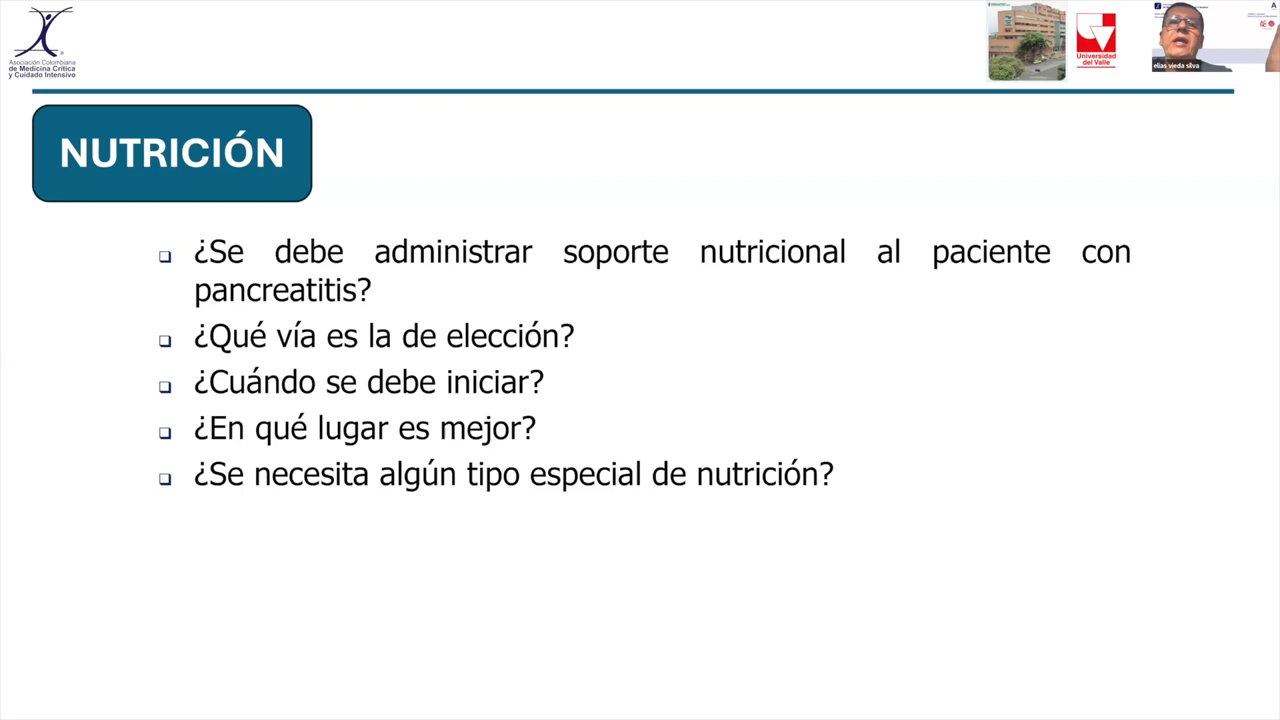 Asociación Colombiana
de Medicina Crítica
y Cuidado Intensivo
Universidad
del Valle
elias vieda silva
NUTRICIÓN
¿Se debe administrar soporte nutricional al paciente con
pancreatitis?
¿Qué vía es la de elección?
¿Cuándo se debe iniciar?
¿En qué lugar es mejor?
¿Se necesita algún tipo especial de nutrición?